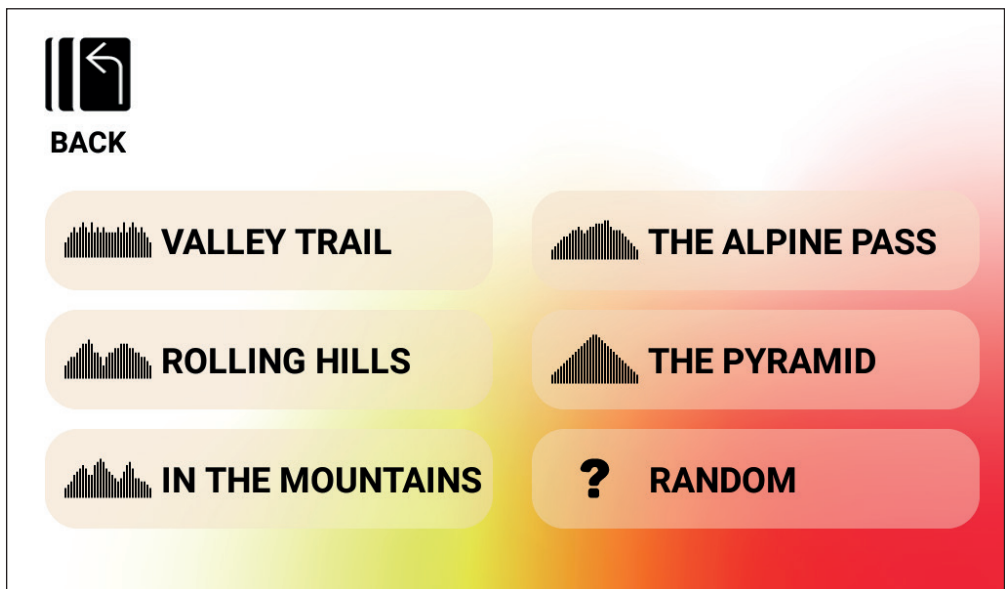 BACK
VALLEY TRAIL
THE ALPINE PASS
ROLLING HILLS
THE PYRAMID
IN THE MOUNTAINS
? RANDOM